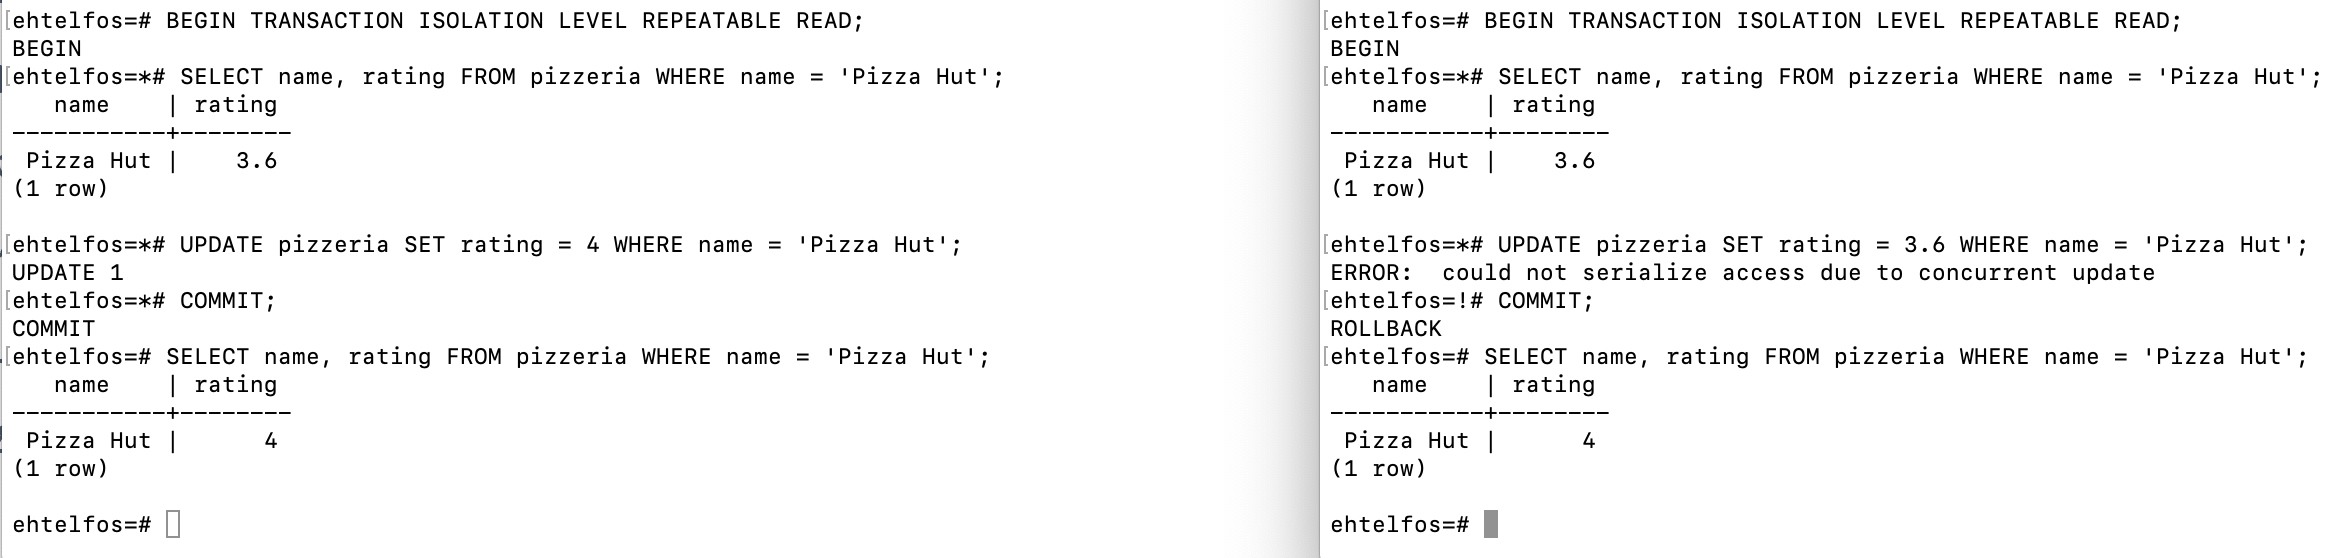 [ehtelfos=# BEGIN TRANSACTION ISOLATION LEVEL REPEATABLE READ;
BEGIN
[ehtelfos=*# SELECT name, rating FROM pizzeria WHERE name = 'Pizza Hut';
   name    | rating
-----------+--------
 Pizza Hut |    3.6
(1 row)
[ehtelfos=*# UPDATE pizzeria SET rating = 4 WHERE name = 'Pizza Hut';
UPDATE 1
[ehtelfos=*# COMMIT;
COMMIT
[ehtelfos=# SELECT name, rating FROM pizzeria WHERE name = 'Pizza Hut';
   name    | rating
-----------+--------
 Pizza Hut |      4
(1 row)
ehtelfos=#
[ehtelfos=# BEGIN TRANSACTION ISOLATION LEVEL REPEATABLE READ;
BEGIN
[ehtelfos=*# SELECT name, rating FROM pizzeria WHERE name = 'Pizza Hut';
   name    | rating
-----------+--------
 Pizza Hut |    3.6
(1 row)
[ehtelfos=*# UPDATE pizzeria SET rating = 3.6 WHERE name = 'Pizza Hut';
ERROR:  could not serialize access due to concurrent update
[ehtelfos=!# COMMIT;
ROLLBACK
[ehtelfos=# SELECT name, rating FROM pizzeria WHERE name = 'Pizza Hut';
   name    | rating
-----------+--------
 Pizza Hut |      4
(1 row)
ehtelfos=#